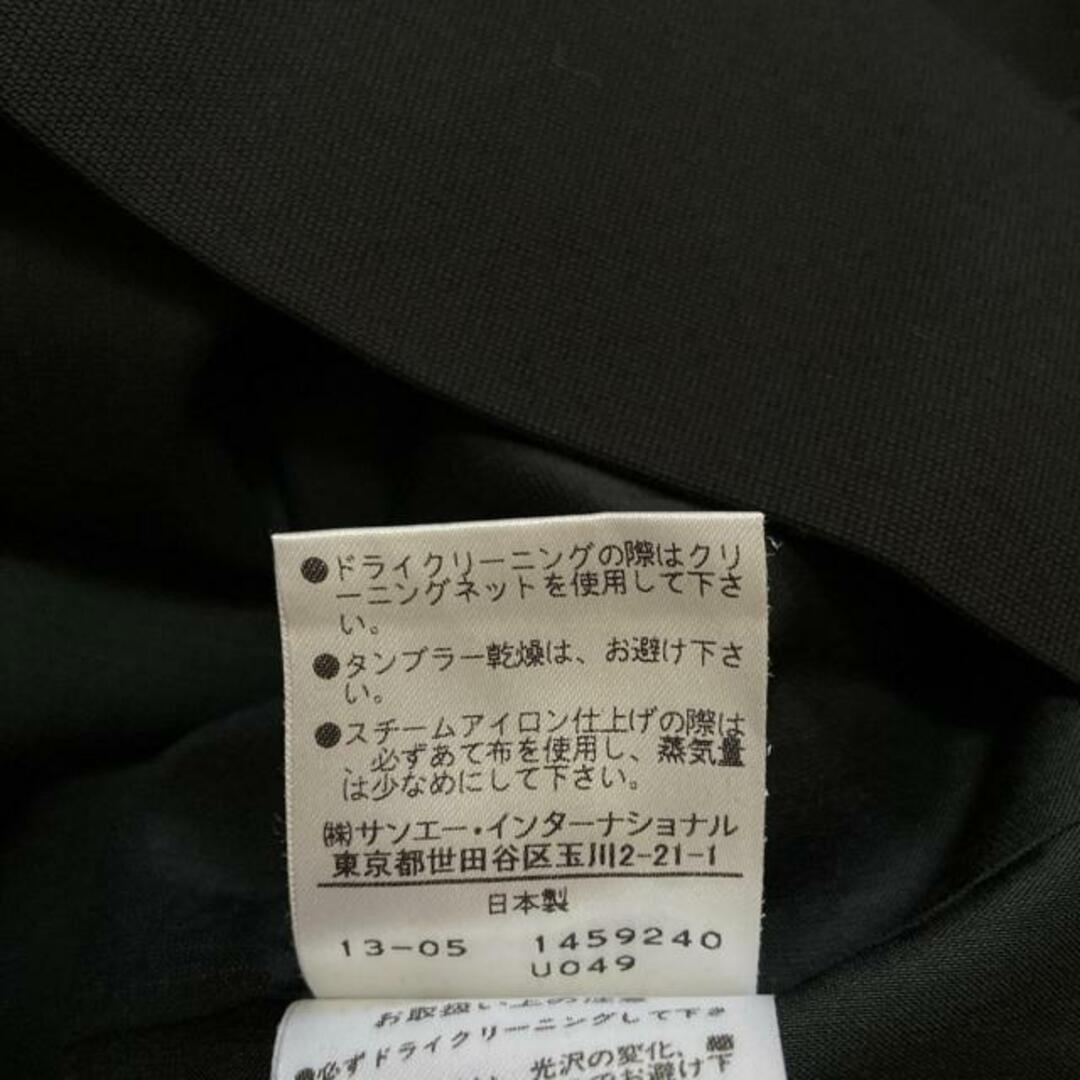 ●ドライクリーニングの際はクリ
ーニングネットを使用して下さ
い。
●タンブラー乾燥は、お避け下さ
い。
●スチームアイロン仕上げの際は
、必ずあて布を使用し、蒸気量
は少なめにして下さい。
㈱サンエー・インターナショナル
東京都世田谷区玉川2-21-1
日本製
13-05 1459240
U049
お取扱い上の注意
●必ずドライクリーニングして下さ
光沢の変化、
でお避け下